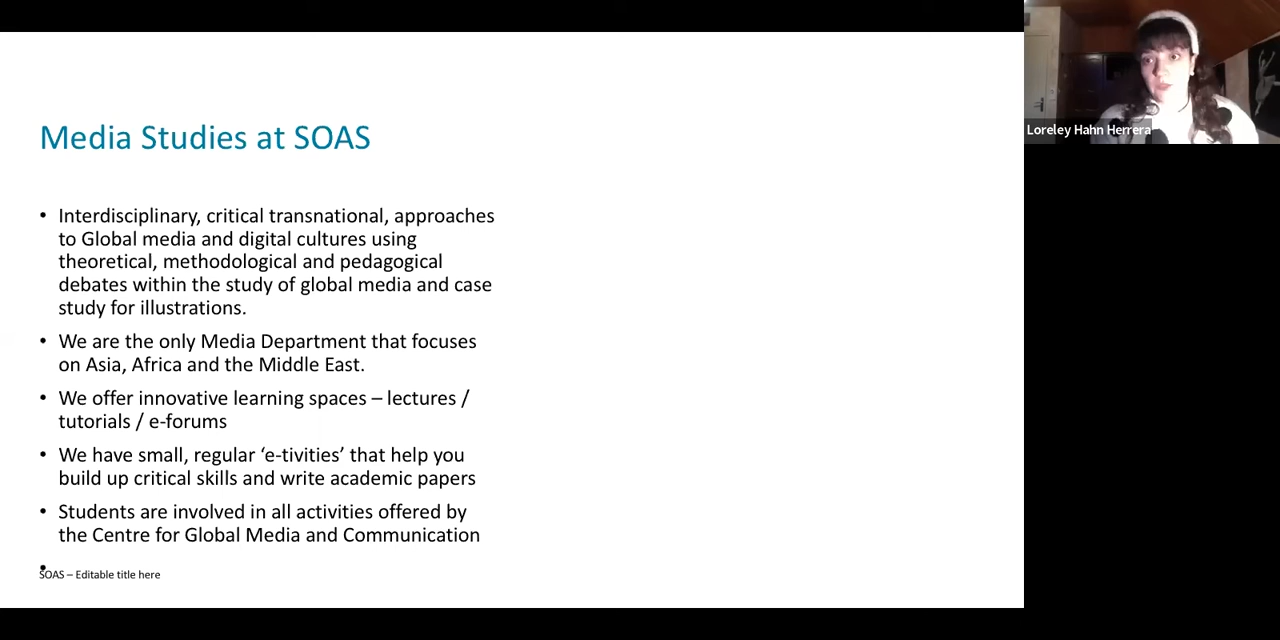 Media Studies at SOAS
• Interdisciplinary, critical transnational, approaches
to Global media and digital cultures using
theoretical, methodological and pedagogical
debates within the study of global media and case
study for illustrations.
• We are the only Media Department that focuses
on Asia, Africa and the Middle East.
• We offer innovative learning spaces – lectures /
tutorials / e-forums
• We have small, regular ‘e-tivities’ that help you
build up critical skills and write academic papers
• Students are involved in all activities offered by
the Centre for Global Media and Communication
•
SOAS – Editable title here
Loreley Hahn Herrera